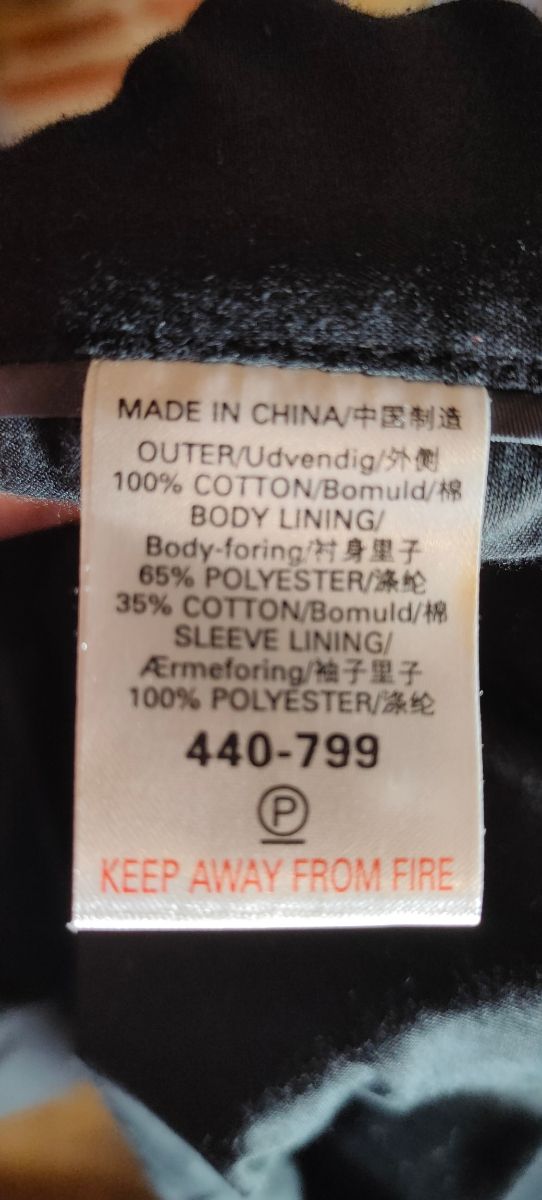 MADE IN CHINA/中国制造
OUTER/Udvendig/外侧
100% COTTON/Bomuld/棉
BODY LINING/
Body-foring/衬身里子
65% POLYESTER/涤纶
35% COTTON/Bomuld/棉
SLEEVE LINING/
Ærmeforing/袖子里子
100% POLYESTER/涤纶
440-799
P
KEEP AWAY FROM FIRE